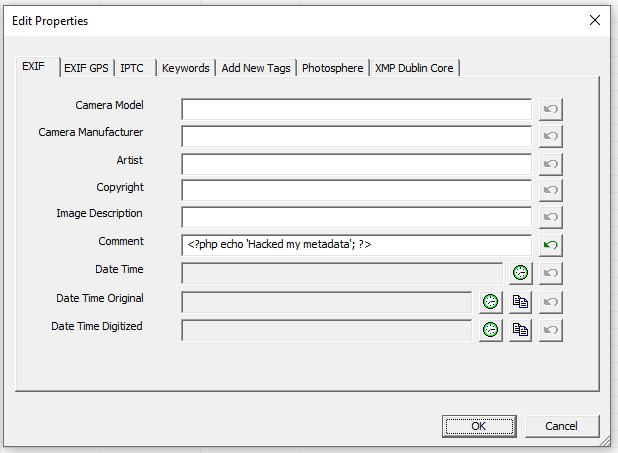 Edit Properties
EXIF EXIF GPS IPTC Keywords Add New Tags Photosphere XMP Dublin Core
Camera Model
Camera Manufacturer
Artist
Copyright
Image Description
Comment <?php echo 'Hacked my metadata'; ?>
Date Time
Date Time Original
Date Time Digitized
OK Cancel